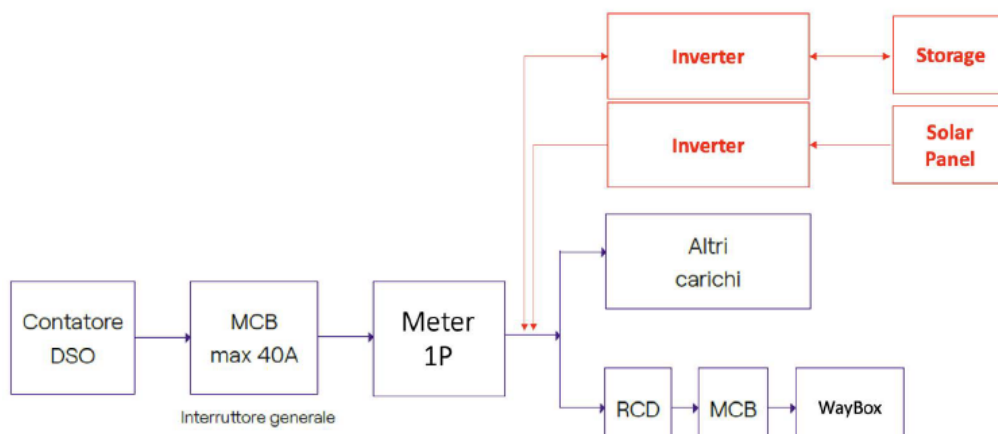 Inverter
Storage
Inverter
Solar
Panel
Altri
carichi
Contatore
DSO
MCB
max 40A
Meter
1P
Interruttore generale
RCD
MCB
WayBox